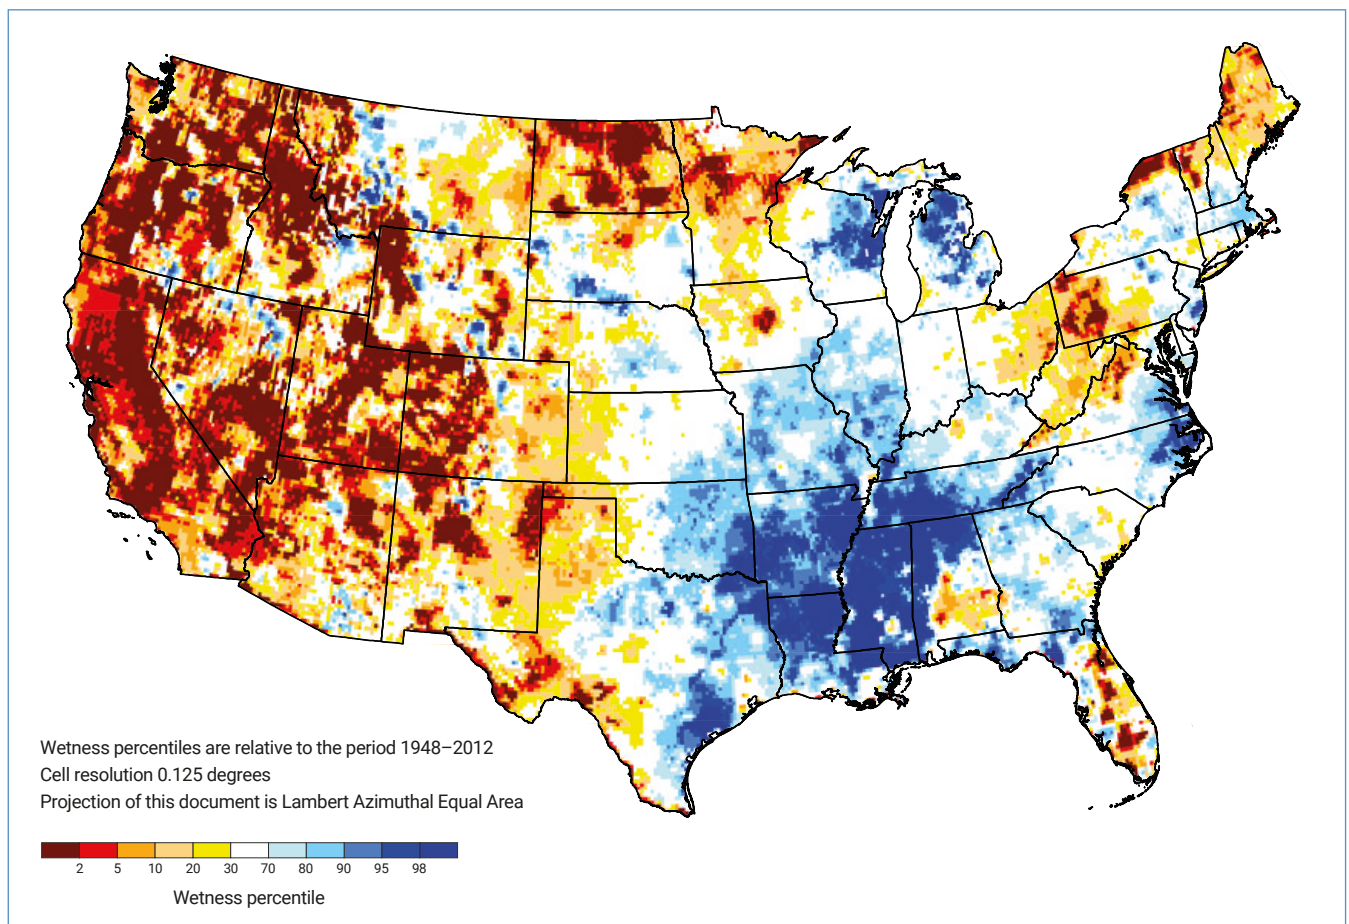 Wetness percentiles are relative to the period 1948–2012
Cell resolution 0.125 degrees
Projection of this document is Lambert Azimuthal Equal Area
2 5 10 20 30 70 80 90 95 98
Wetness percentile